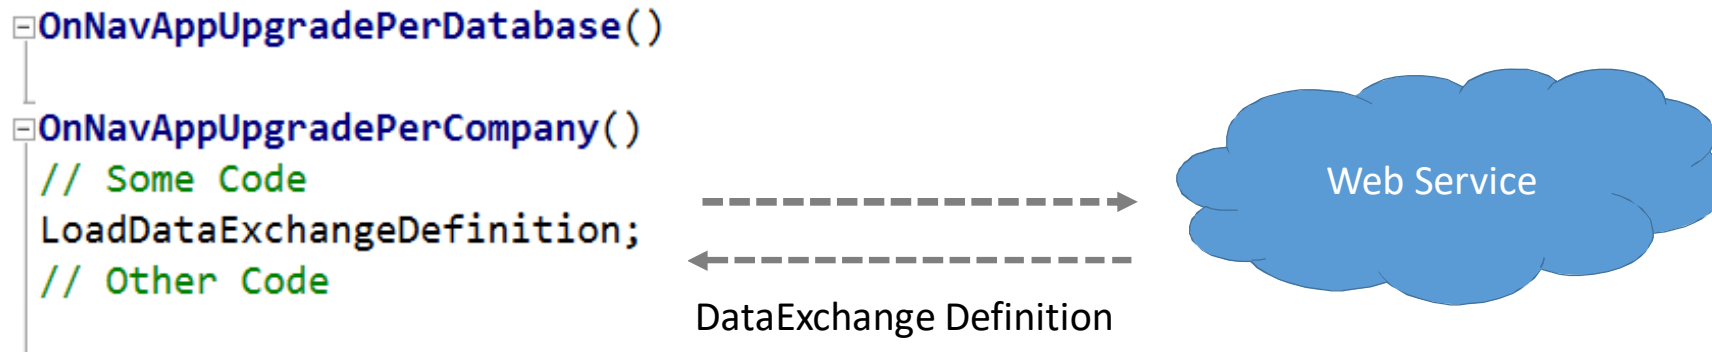 OnNavAppUpgradePerDatabase()
OnNavAppUpgradePerCompany()
// Some Code
LoadDataExchangeDefinition;
// Other Code
Web Service
DataExchange Definition